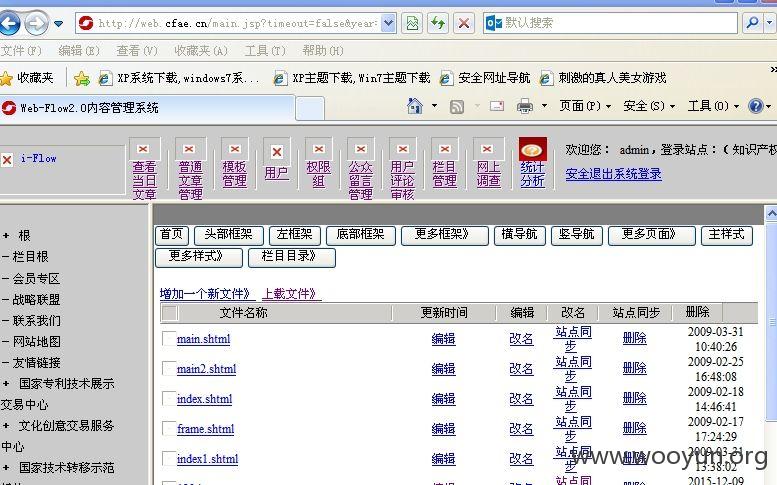 http://web.cfae.cn/main.jsp?timeout=false&year= 默认搜索
文件(F) 编辑(E) 查看(V) 收藏夹(A) 工具(T) 帮助(H)
收藏夹 XP系统下载,windows7系... XP主题下载,Win7主题下载 安全网址导航 刺激的真人美女游戏
Web-Flow2.0内容管理系统 页面(P) 安全(S) 工具(O)
i-Flow
查看当日文章
普通文章管理
模板管理
用户
权限组
公众留言管理
用户评论审核
栏目管理
网上调查
统计分析
欢迎您： admin，登录站点：（ 知识产权
安全退出系统登录
+ 根
－栏目根
－会员专区
－战略联盟
－联系我们
－网站地图
－友情链接
+ 国家专利技术展示
交易中心
+ 文化创意交易服务
中心
+ 国家技术转移示范
首页 头部框架 左框架 底部框架 更多框架》 横导航 竖导航 更多页面》 主样式
更多样式》 栏目目录》
增加一个新文件》 上载文件》
文件名称 更新时间 编辑 改名 站点同步 删除
main.shtml 编辑 改名 站点同步 删除 2009-03-31 10:40:26
main2.shtml 编辑 改名 站点同步 删除 2009-02-25 16:48:08
index.shtml 编辑 改名 站点同步 删除 2009-02-18 14:46:41
frame.shtml 编辑 改名 站点同步 删除 2009-02-17 17:24:29
index1.shtml 编辑 改名 站点同步 删除 2009-03-31 13:38:02
2015-12-09
www.wooyun.org